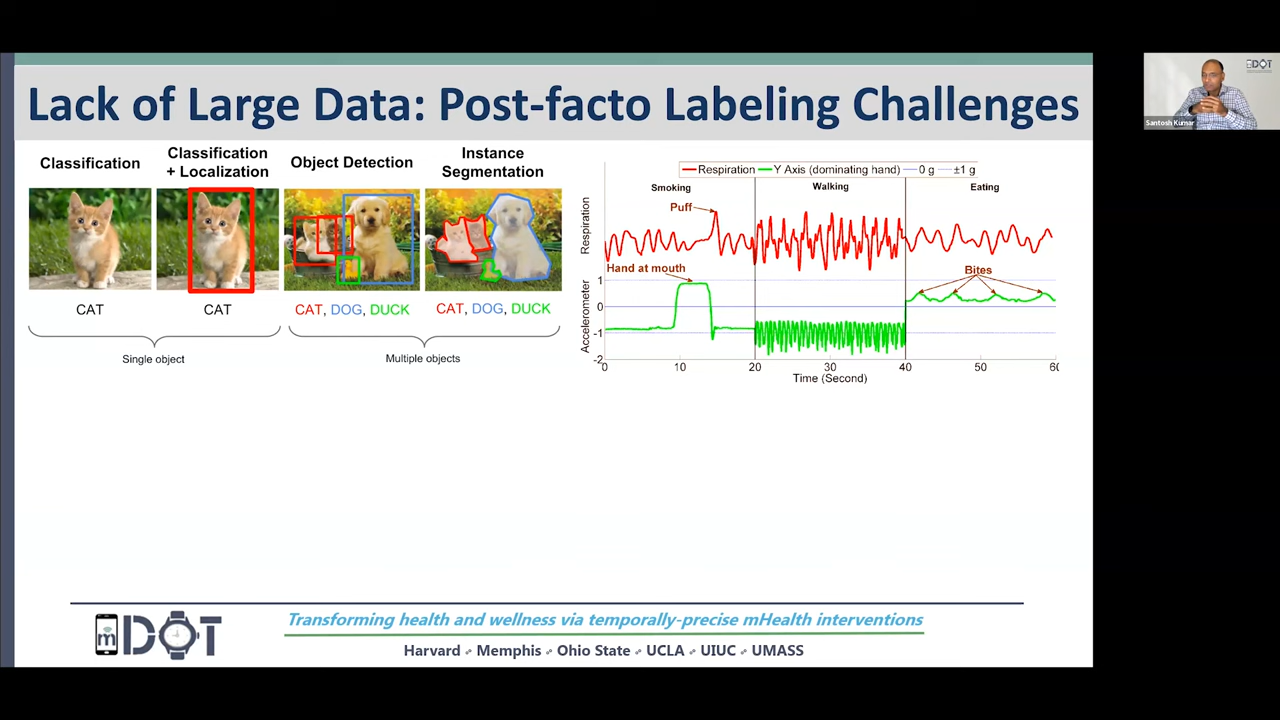 Lack of Large Data: Post-facto Labeling Challenges
Classification
Classification
+ Localization
Object Detection
Instance
Segmentation
CAT
CAT
CAT, DOG, DUCK
CAT, DOG, DUCK
Single object
Multiple objects
Respiration
Y Axis (dominating hand)
0 g
±1 g
Smoking
Walking
Eating
Respiration
Puff
Hand at mouth
Bites
Accelerometer
1
0
-1
-2
0
10
20
30
40
50
60
Time (Second)
mDOT
Transforming health and wellness via temporally-precise mHealth interventions
Harvard Memphis Ohio State UCLA UIUC UMASS
mDOT
Santosh Kumar